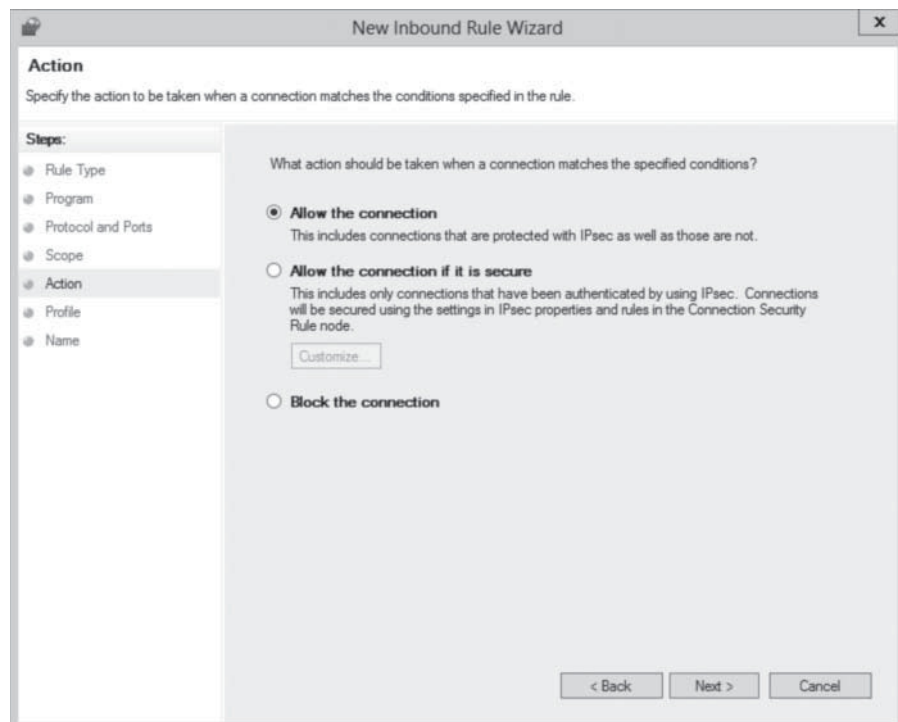 New Inbound Rule Wizard
x
Action
Specify the action to be taken when a connection matches the conditions specified in the rule.
Steps:
Rule Type
Program
Protocol and Ports
Scope
Action
Profile
Name
What action should be taken when a connection matches the specified conditions?
Allow the connection
This includes connections that are protected with IPsec as well as those are not.
Allow the connection if it is secure
This includes only connections that have been authenticated by using IPsec. Connections
will be secured using the settings in IPsec properties and rules in the Connection Security
Rule node.
Customize...
Block the connection
< Back
Next >
Cancel